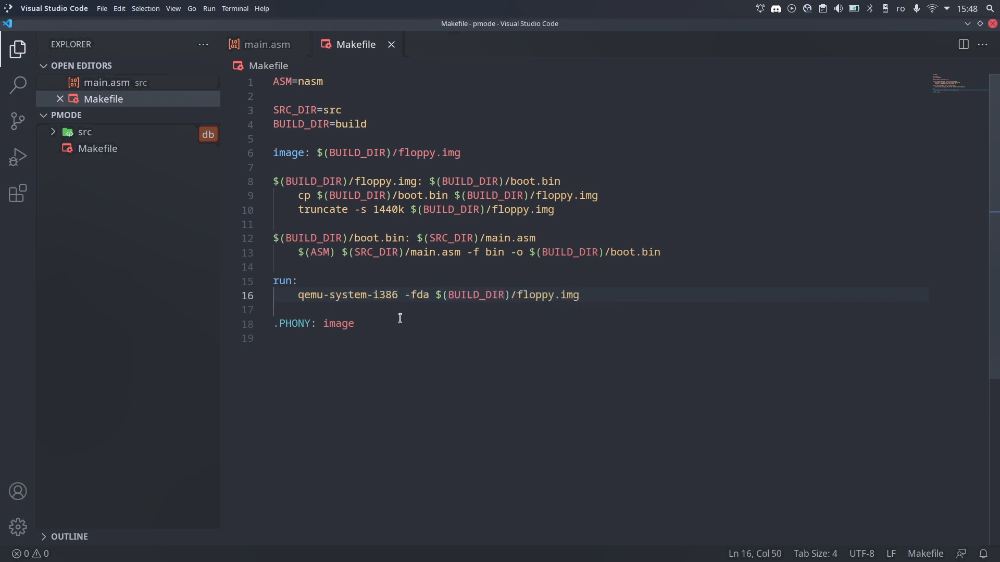 Visual Studio Code File Edit Selection View Go Run Terminal Help ro 15:48
Makefile - pmode - Visual Studio Code
EXPLORER
OPEN EDITORS
main.asm src
Makefile
PMODE
src
db
Makefile
OUTLINE
main.asm Makefile
Makefile
1 ASM=nasm
2
3 SRC_DIR=src
4 BUILD_DIR=build
5
6 image: $(BUILD_DIR)/floppy.img
7
8 $(BUILD_DIR)/floppy.img: $(BUILD_DIR)/boot.bin
9 cp $(BUILD_DIR)/boot.bin $(BUILD_DIR)/floppy.img
10 truncate -s 1440k $(BUILD_DIR)/floppy.img
11
12 $(BUILD_DIR)/boot.bin: $(SRC_DIR)/main.asm
13 $(ASM) $(SRC_DIR)/main.asm -f bin -o $(BUILD_DIR)/boot.bin
14
15 run:
16 qemu-system-i386 -fda $(BUILD_DIR)/floppy.img
17
18 .PHONY: image
19
0 0 Ln 16, Col 50 Tab Size: 4 UTF-8 LF Makefile